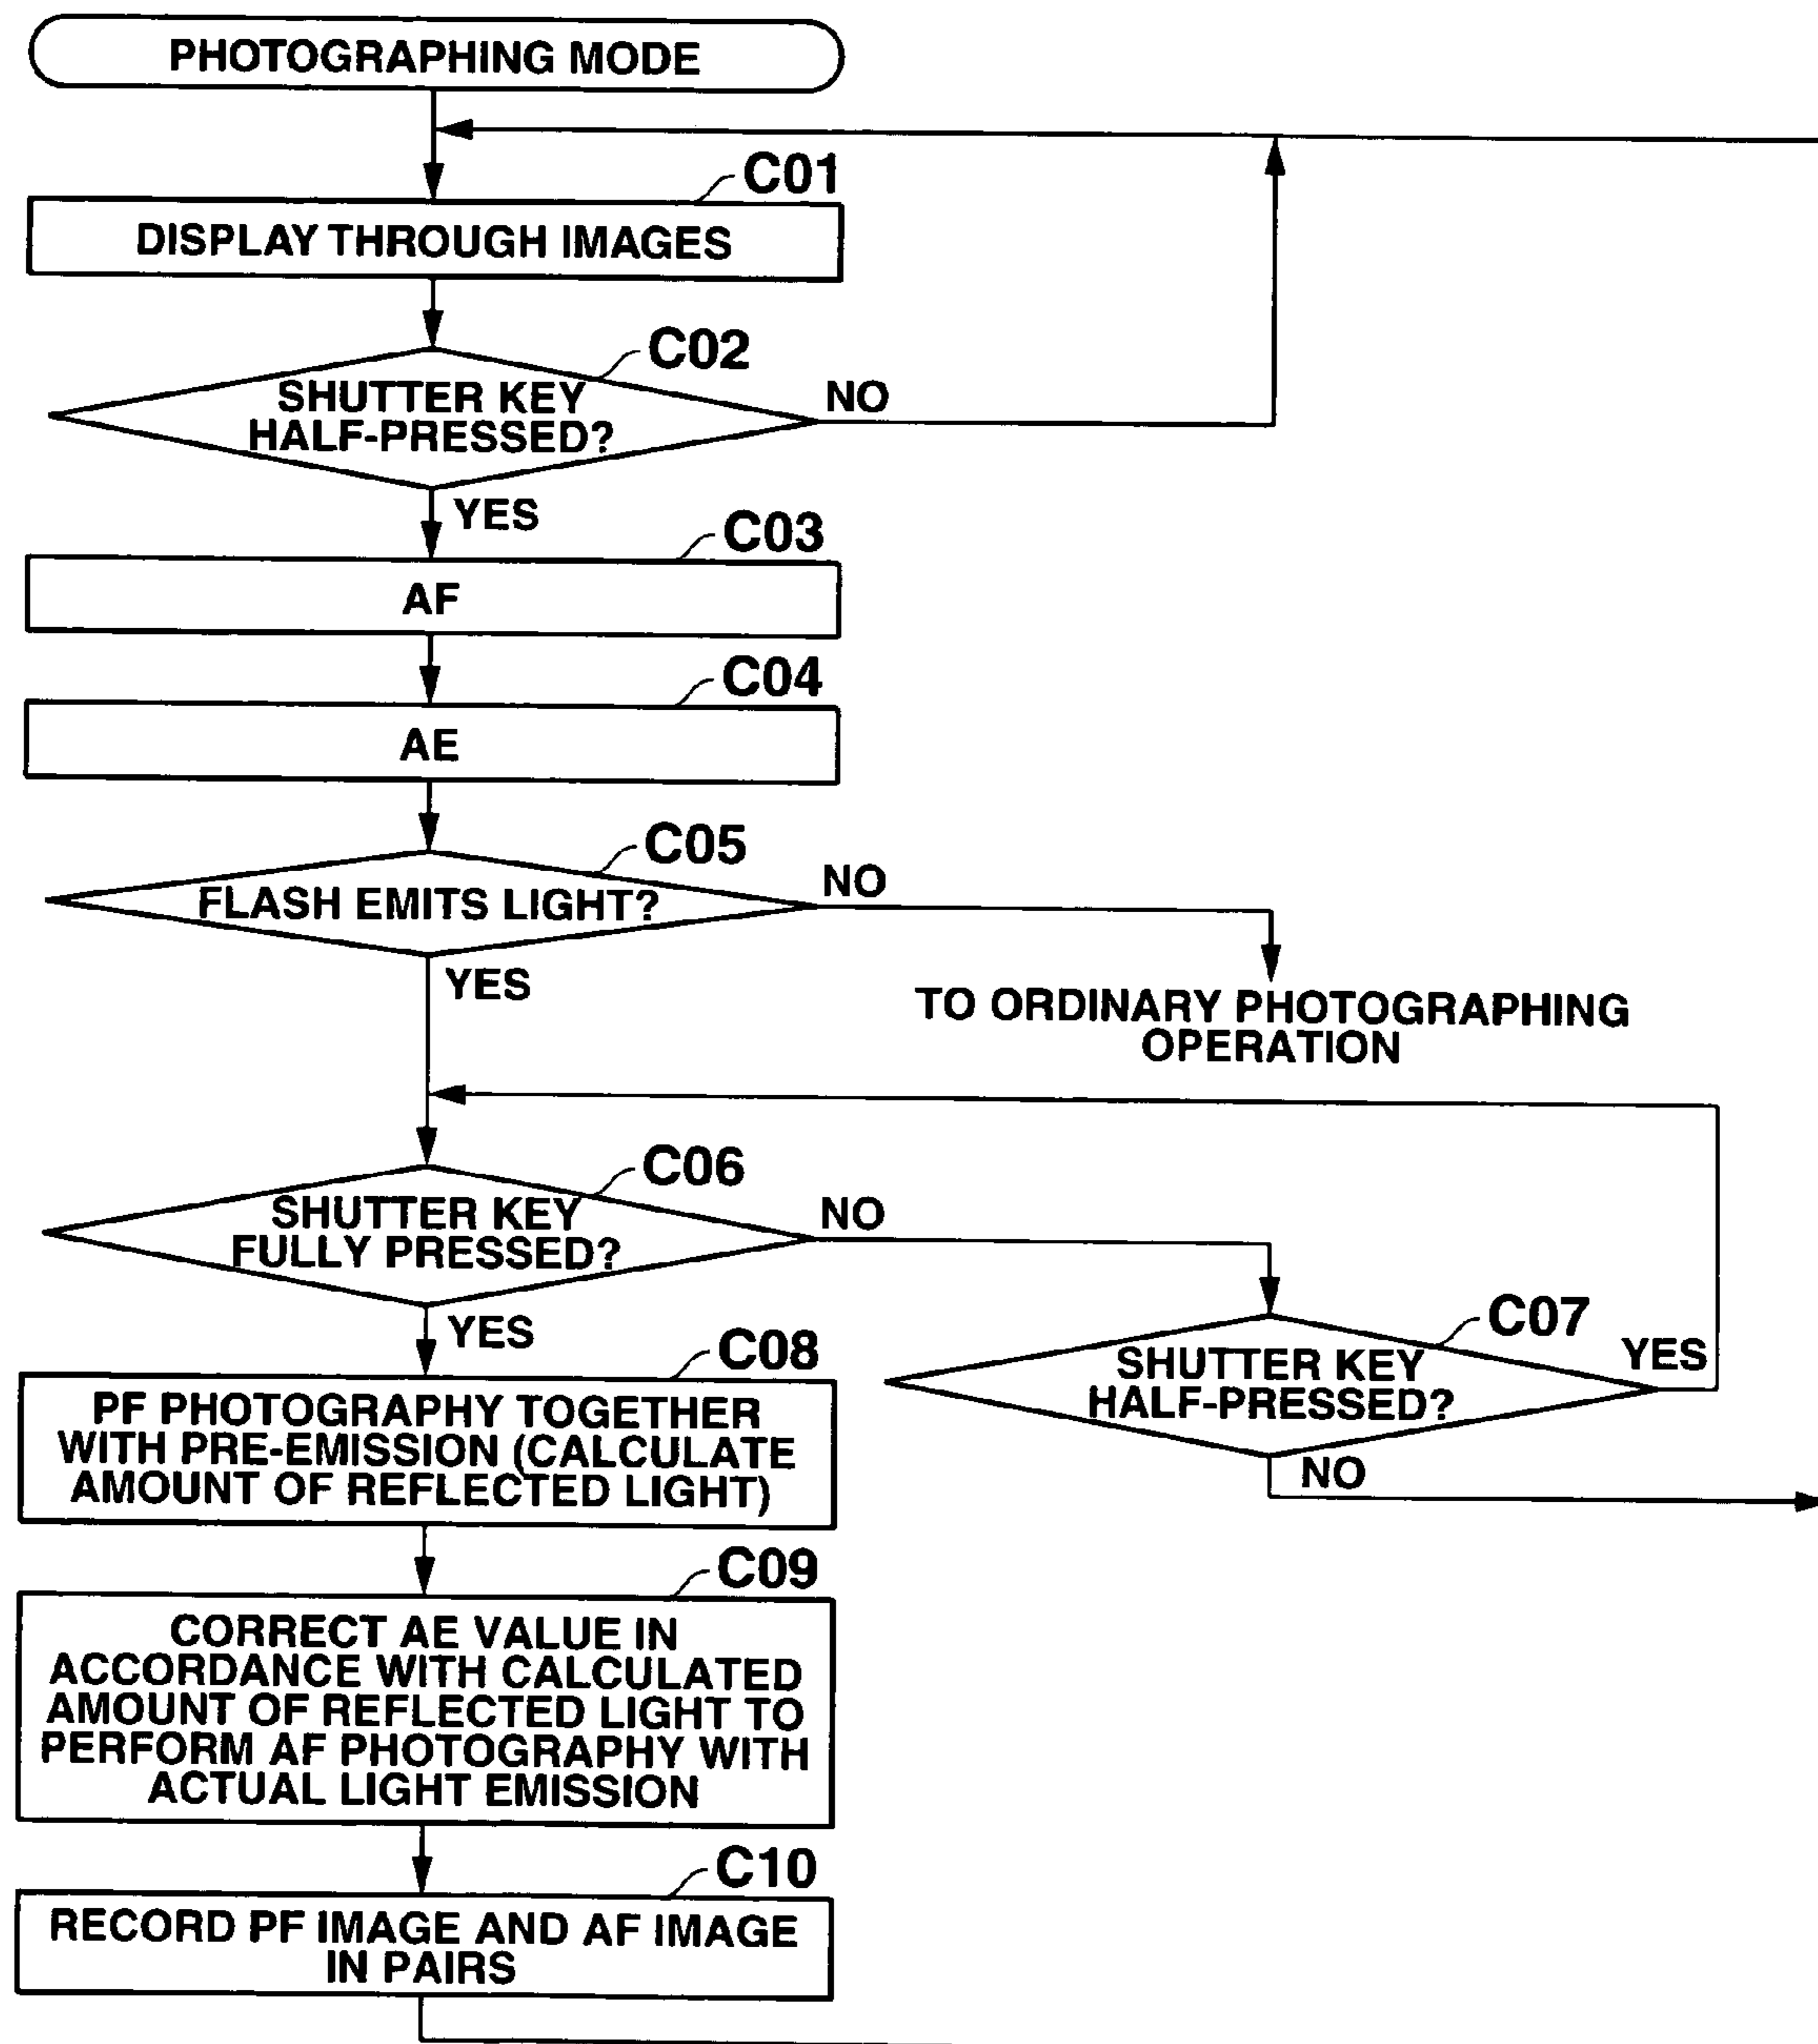 PHOTOGRAPHING MODE
C01
DISPLAY THROUGH IMAGES
C02
SHUTTER KEY
HALF-PRESSED?
NO
YES
C03
AF
C04
AE
C05
FLASH EMITS LIGHT?
NO
YES
TO ORDINARY PHOTOGRAPHING
OPERATION
C06
SHUTTER KEY
FULLY PRESSED?
NO
YES
C07
SHUTTER KEY
HALF-PRESSED?
YES
NO
C08
PF PHOTOGRAPHY TOGETHER
WITH PRE-EMISSION (CALCULATE
AMOUNT OF REFLECTED LIGHT)
C09
CORRECT AE VALUE IN
ACCORDANCE WITH CALCULATED
AMOUNT OF REFLECTED LIGHT TO
PERFORM AF PHOTOGRAPHY WITH
ACTUAL LIGHT EMISSION
C10
RECORD PF IMAGE AND AF IMAGE
IN PAIRS